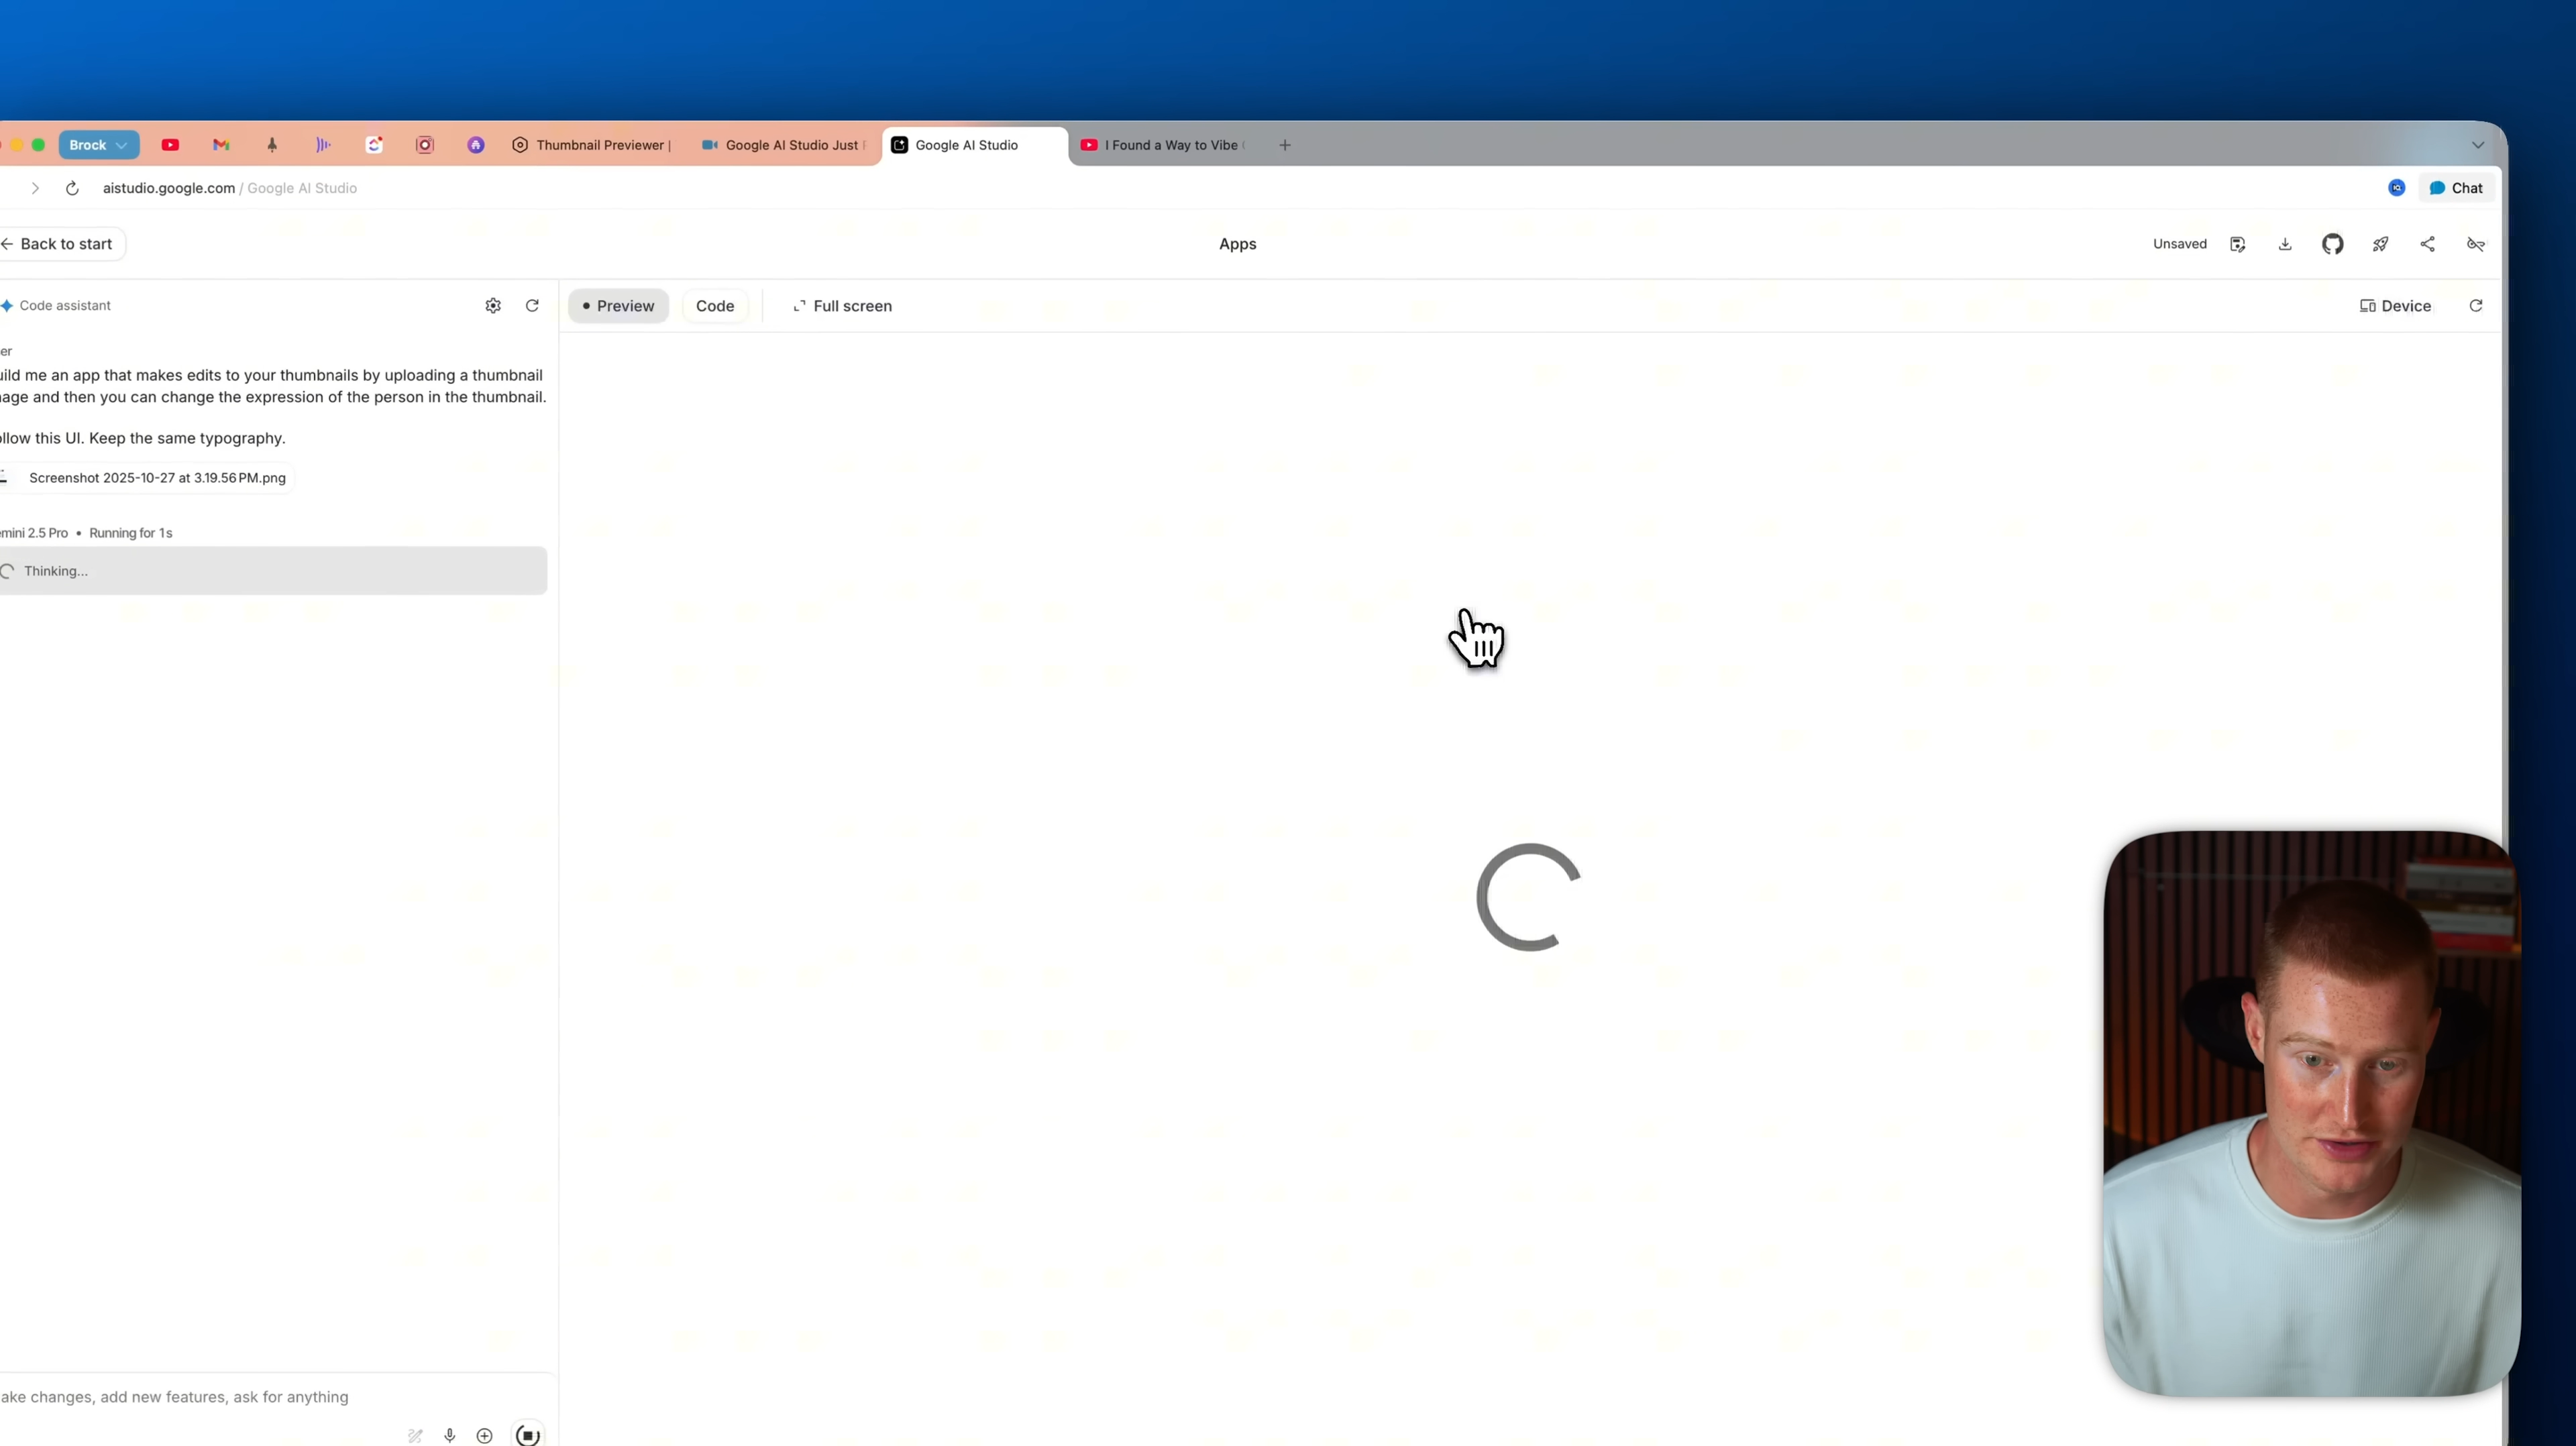 Brock
Thumbnail Previewer |
Google AI Studio Just
Google AI Studio
I Found a Way to Vibe
aistudio.google.com / Google AI Studio
Chat
Back to start
Apps
Unsaved
Code assistant
Preview
Code
Full screen
Device
er
uild me an app that makes edits to your thumbnails by uploading a thumbnail
nage and then you can change the expression of the person in the thumbnail.
ollow this UI. Keep the same typography.
Screenshot 2025-10-27 at 3.19.56 PM.png
emini 2.5 Pro • Running for 1s
Thinking...
ake changes, add new features, ask for anything